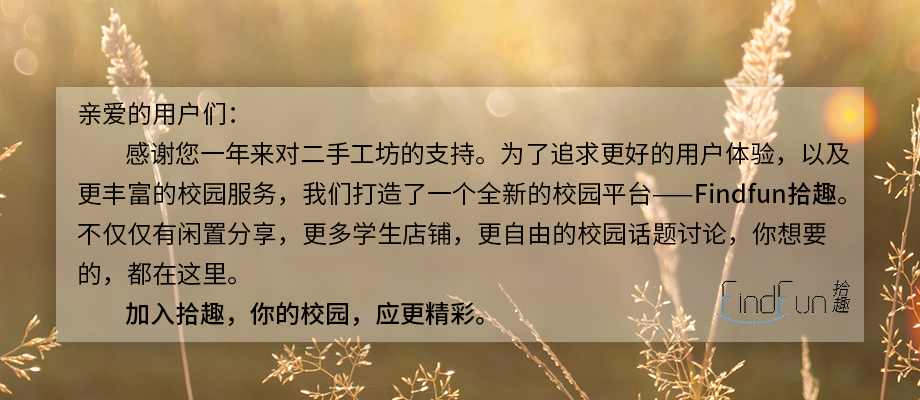 亲爱的用户们：
感谢您一年来对二手工坊的支持。为了追求更好的用户体验，以及
更丰富的校园服务，我们打造了一个全新的校园平台——Findfun拾趣。
不仅仅有闲置分享，更多学生店铺，更自由的校园话题讨论，你想要
的，都在这里。
加入拾趣，你的校园，应更精彩。
FindFun 拾趣